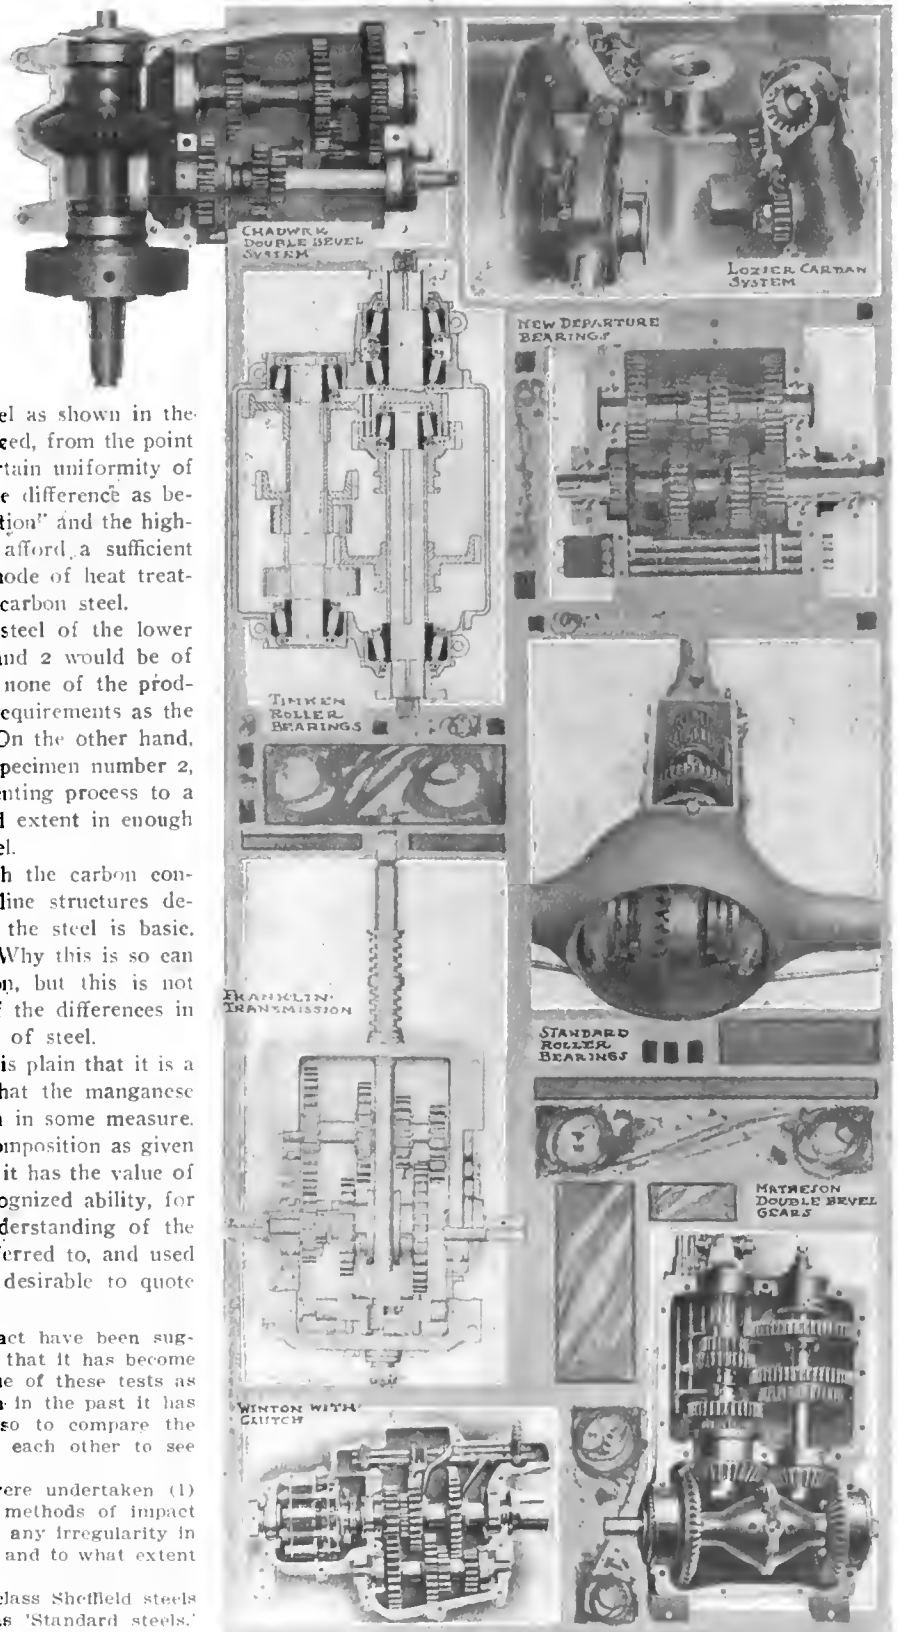 CHADWICK
DOUBLE BEVEL
SYSTEM
LOZIER CARDAN
SYSTEM
NEW DEPARTURE
BEARINGS
TIMKEN
ROLLER
BEARINGS
FRANKLIN
TRANSMISSION
STANDARD
ROLLER
BEARINGS
MATHESON
DOUBLE BEVEL
GEARS
WINTON WITH
CLUTCH
el as shown in the
ced, from the point
rtain uniformity of
e difference as be-
tion" and the high-
afford a sufficient
ode of heat treat-
carbon steel.
steel of the lower
nd 2 would be of
none of the prod-
equirements as the
On the other hand,
pecimen number 2,
nting process to a
l extent in enough
el.
h the carbon con-
line structures de-
the steel is basic.
Why this is so can
on, but this is not
f the differences in
of steel.
is plain that it is a
hat the manganese
n in some measure.
omposition as given
it has the value of
ognized ability, for
derstanding of the
erred to, and used
desirable to quote
act have been sug-
that it has become
e of these tests as
in the past it has
so to compare the
each other to see
ere undertaken (1)
methods of impact
any irregularity in
and to what extent
class Sheffield steels
as 'Standard steels.'